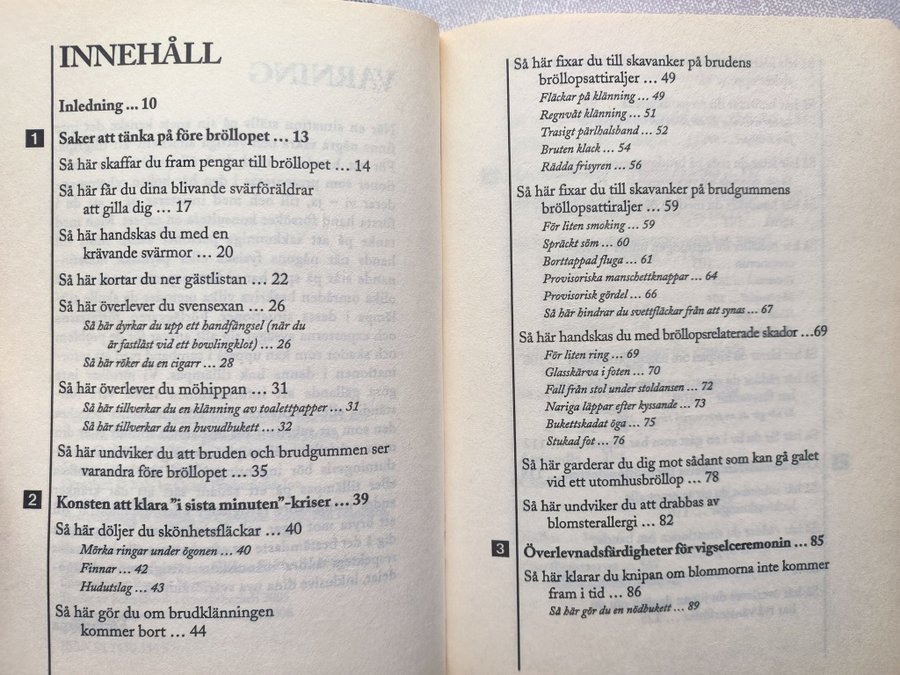 INNEHÅLL
Inledning ... 10
1 Saker att tänka på före bröllopet ... 13
Så här skaffar du fram pengar till bröllopet ... 14
Så här får du dina blivande svärföräldrar
att gilla dig ... 17
Så här handskas du med en
krävande svärmor ... 20
Så här kortar du ner gästlistan ... 22
Så här överlever du svensexan ... 26
Så här dyrkar du upp ett handfängsel (när du
är fastlåst vid ett bowlingklot) ... 26
Så här röker du en cigarr ... 28
Så här överlever du möhippan ... 31
Så här tillverkar du en klänning av toalettpapper ... 31
Så här tillverkar du en huvudbukett ... 32
Så här undviker du att bruden och brudgummen ser
varandra före bröllopet ... 35
2 Konsten att klara ”i sista minuten”-kriser ... 39
Så här döljer du skönhetsfläckar ... 40
Mörka ringar under ögonen ... 40
Finnar ... 42
Hudutslag ... 43
Så här gör du om brudklänningen
kommer bort ... 44
Så här fixar du till skavanker på brudens
bröllopsattiraljer ... 49
Fläckar på klänning ... 49
Regnvåt klänning ... 51
Trasigt pärlhalsband ... 52
Bruten klack ... 54
Rädda frisyren ... 56
Så här fixar du till skavanker på brudgummens
bröllopsattiraljer ... 59
För liten smoking ... 59
Spräckt söm ... 60
Borttappad fluga ... 61
Provisoriska manschettknappar ... 64
Provisorisk gördel ... 66
Så här hindrar du svettfläckar från att synas ... 67
Så här handskas du med bröllopsrelaterade skador ...69
För liten ring ... 69
Glasskärva i foten ... 70
Fall från stol under stoldansen ... 72
Nariga läppar efter kyssande ... 73
Bukettskadat öga ... 75
Stukad fot ... 76
Så här garderar du dig mot sådant som kan gå galet
vid ett utomhusbröllop ... 78
Så här undviker du att drabbas av
blomsterallergi ... 82
3 Överlevnadsfärdigheter för vigselceremonin ... 85
Så här klarar du knipan om blommorna inte kommer
fram i tid ... 86
Så här gör du en nödbukett ... 89